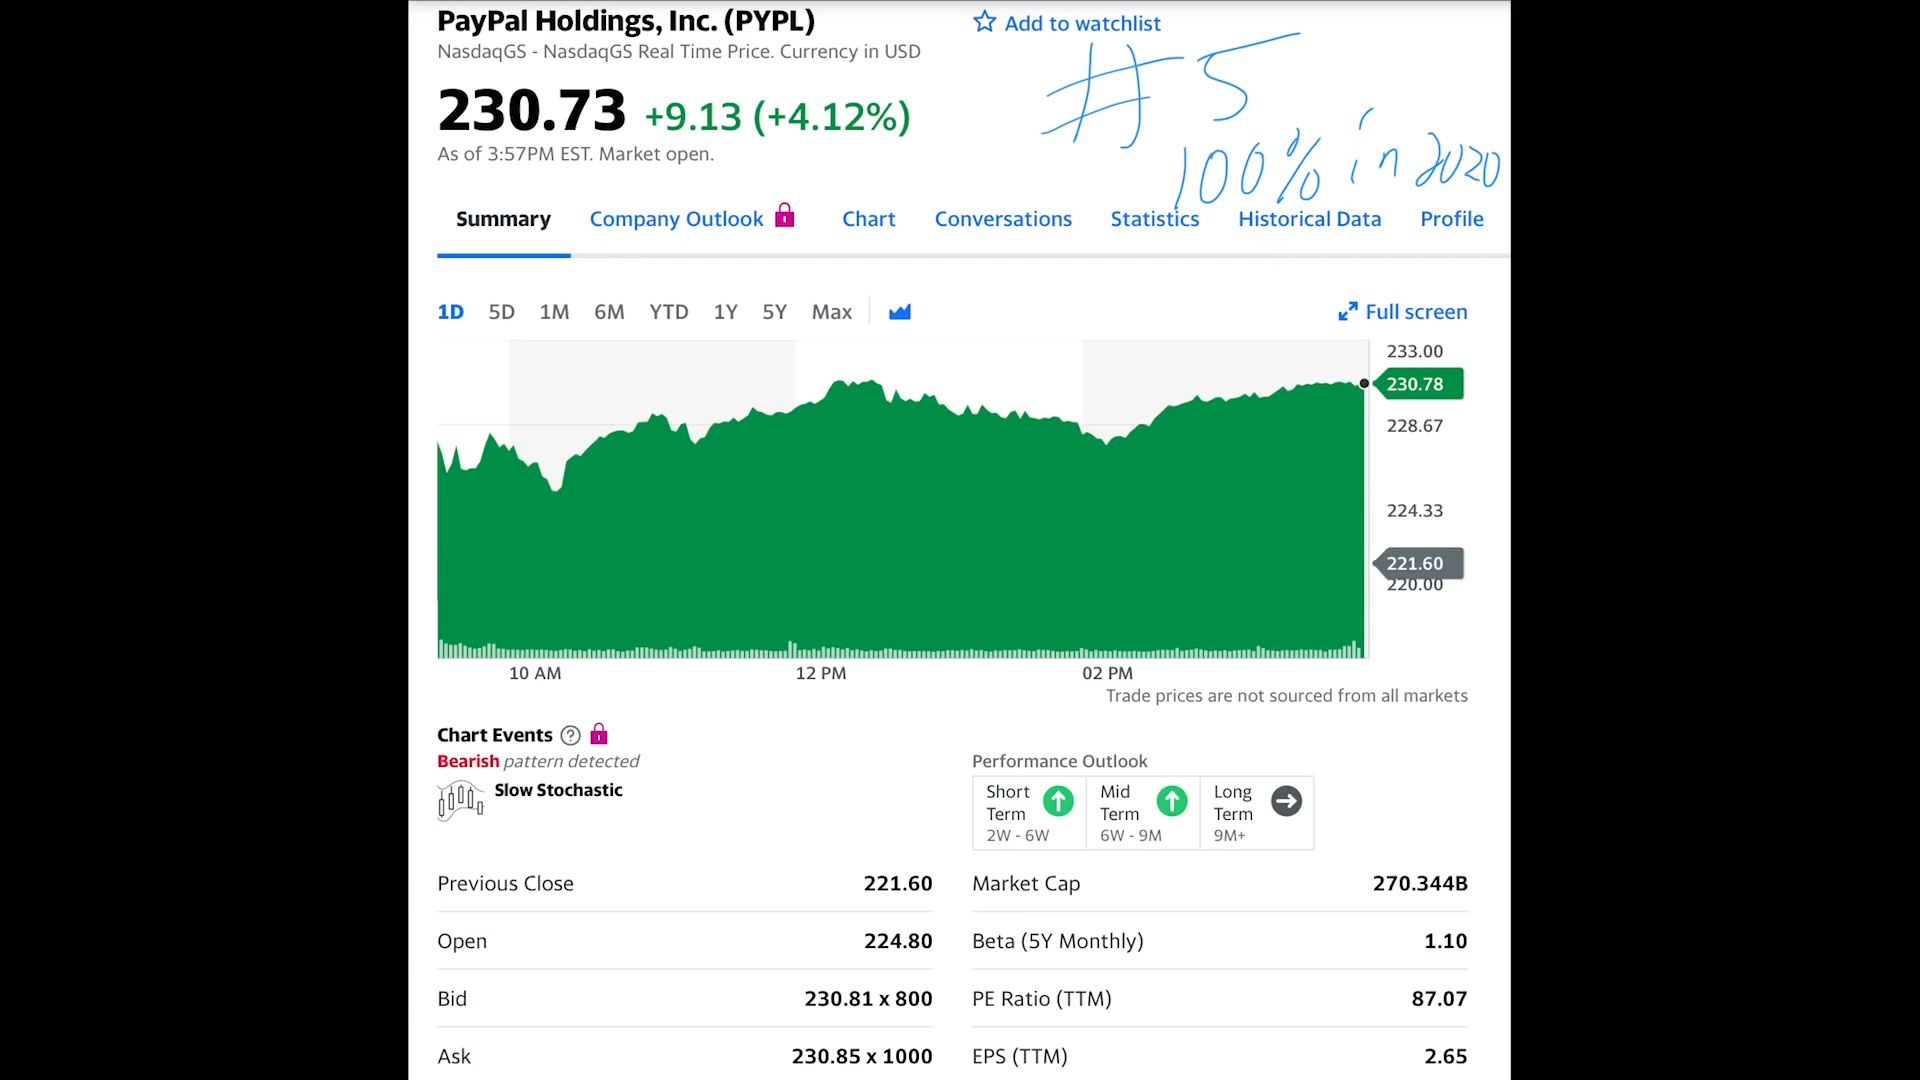 PayPal Holdings, Inc. (PYPL)
Add to watchlist
NasdaqGS - NasdaqGS Real Time Price. Currency in USD
# 5
230.73 +9.13 (+4.12%)
As of 3:57PM EST. Market open.
100% in 2020
Summary Company Outlook Chart Conversations Statistics Historical Data Profile
1D 5D 1M 6M YTD 1Y 5Y Max Full screen
233.00
230.78
228.67
224.33
221.60
220.00
10 AM 12 PM 02 PM
Trade prices are not sourced from all markets
Chart Events ?
Bearish pattern detected
Slow Stochastic
Performance Outlook
Short Term 2W - 6W
Mid Term 6W - 9M
Long Term 9M+
Previous Close 221.60
Open 224.80
Bid 230.81 x 800
Ask 230.85 x 1000
Market Cap 270.344B
Beta (5Y Monthly) 1.10
PE Ratio (TTM) 87.07
EPS (TTM) 2.65